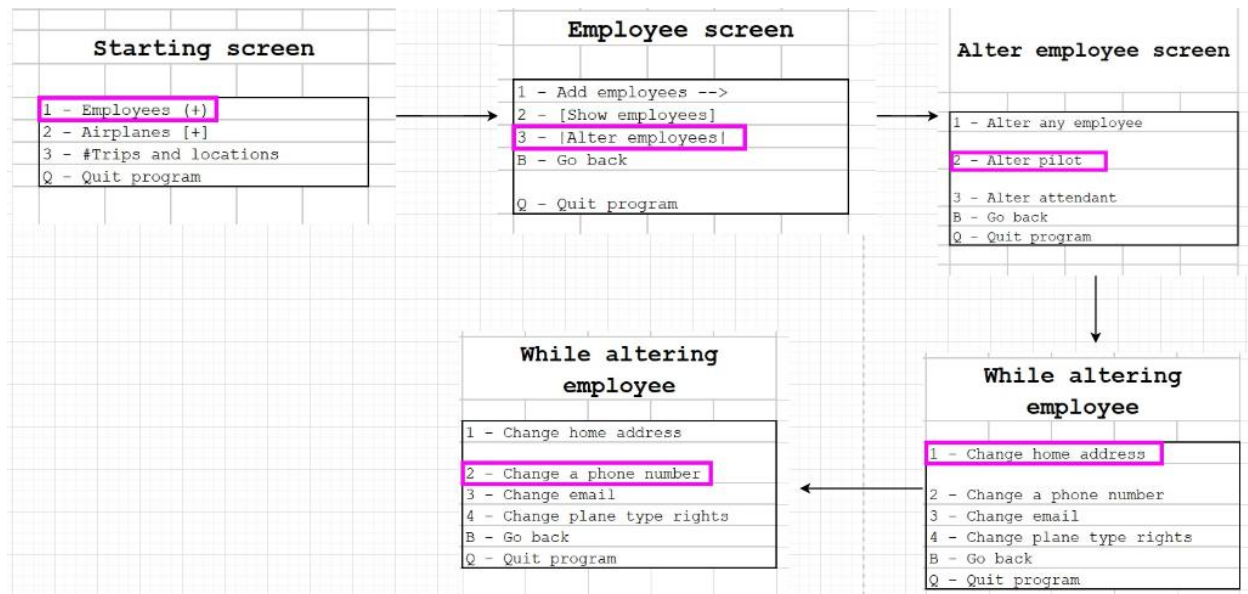 Starting screen
1 - Employees (+)
2 - Airplanes [+]
3 - #Trips and locations
Q - Quit program
Employee screen
1 - Add employees -->
2 - [Show employees]
3 - |Alter employees|
B - Go back
Q - Quit program
Alter employee screen
1 - Alter any employee
2 - Alter pilot
3 - Alter attendant
B - Go back
Q - Quit program
While altering
employee
1 - Change home address
2 - Change a phone number
3 - Change email
4 - Change plane type rights
B - Go back
Q - Quit program
While altering
employee
1 - Change home address
2 - Change a phone number
3 - Change email
4 - Change plane type rights
B - Go back
Q - Quit program